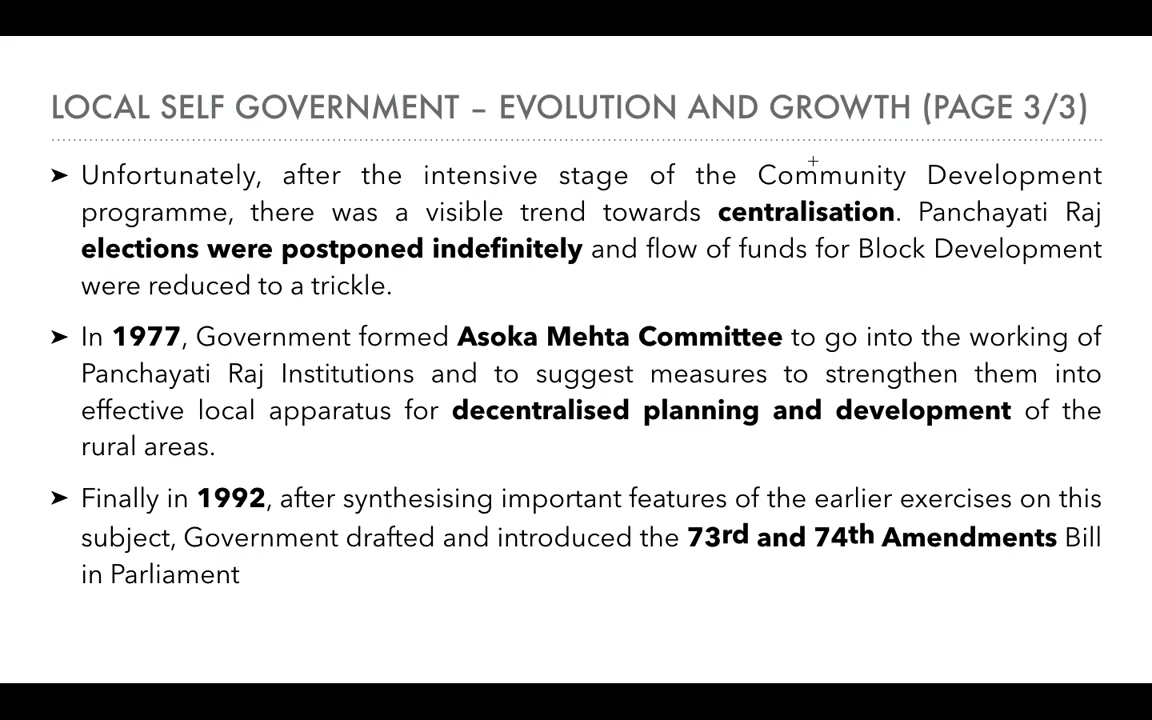 LOCAL SELF GOVERNMENT – EVOLUTION AND GROWTH (PAGE 3/3)
➤ Unfortunately, after the intensive stage of the Community Development
programme, there was a visible trend towards centralisation. Panchayati Raj
elections were postponed indefinitely and flow of funds for Block Development
were reduced to a trickle.
➤ In 1977, Government formed Asoka Mehta Committee to go into the working of
Panchayati Raj Institutions and to suggest measures to strengthen them into
effective local apparatus for decentralised planning and development of the
rural areas.
➤ Finally in 1992, after synthesising important features of the earlier exercises on this
subject, Government drafted and introduced the 73rd and 74th Amendments Bill
in Parliament